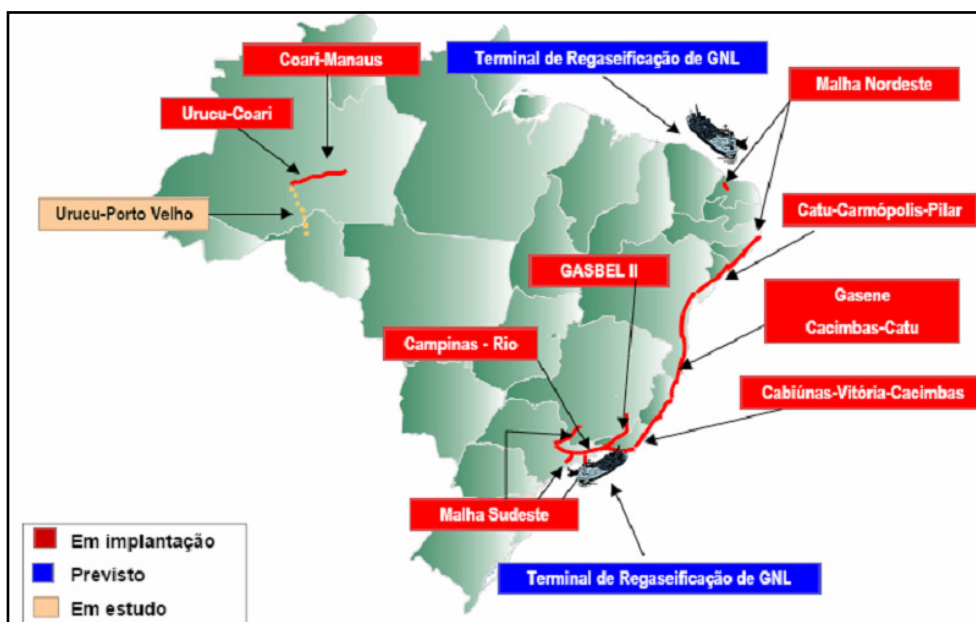 Coari-Manaus
Terminal de Regaseificação de GNL
Malha Nordeste
Urucu-Coari
Urucu-Porto Velho
Catu-Carmópolis-Pilar
GASBEL II
Gasene
Cacimbas-Catu
Campinas - Rio
Cabiúnas-Vitória-Cacimbas
Malha Sudeste
Terminal de Regaseificação de GNL
Em implantação
Previsto
Em estudo